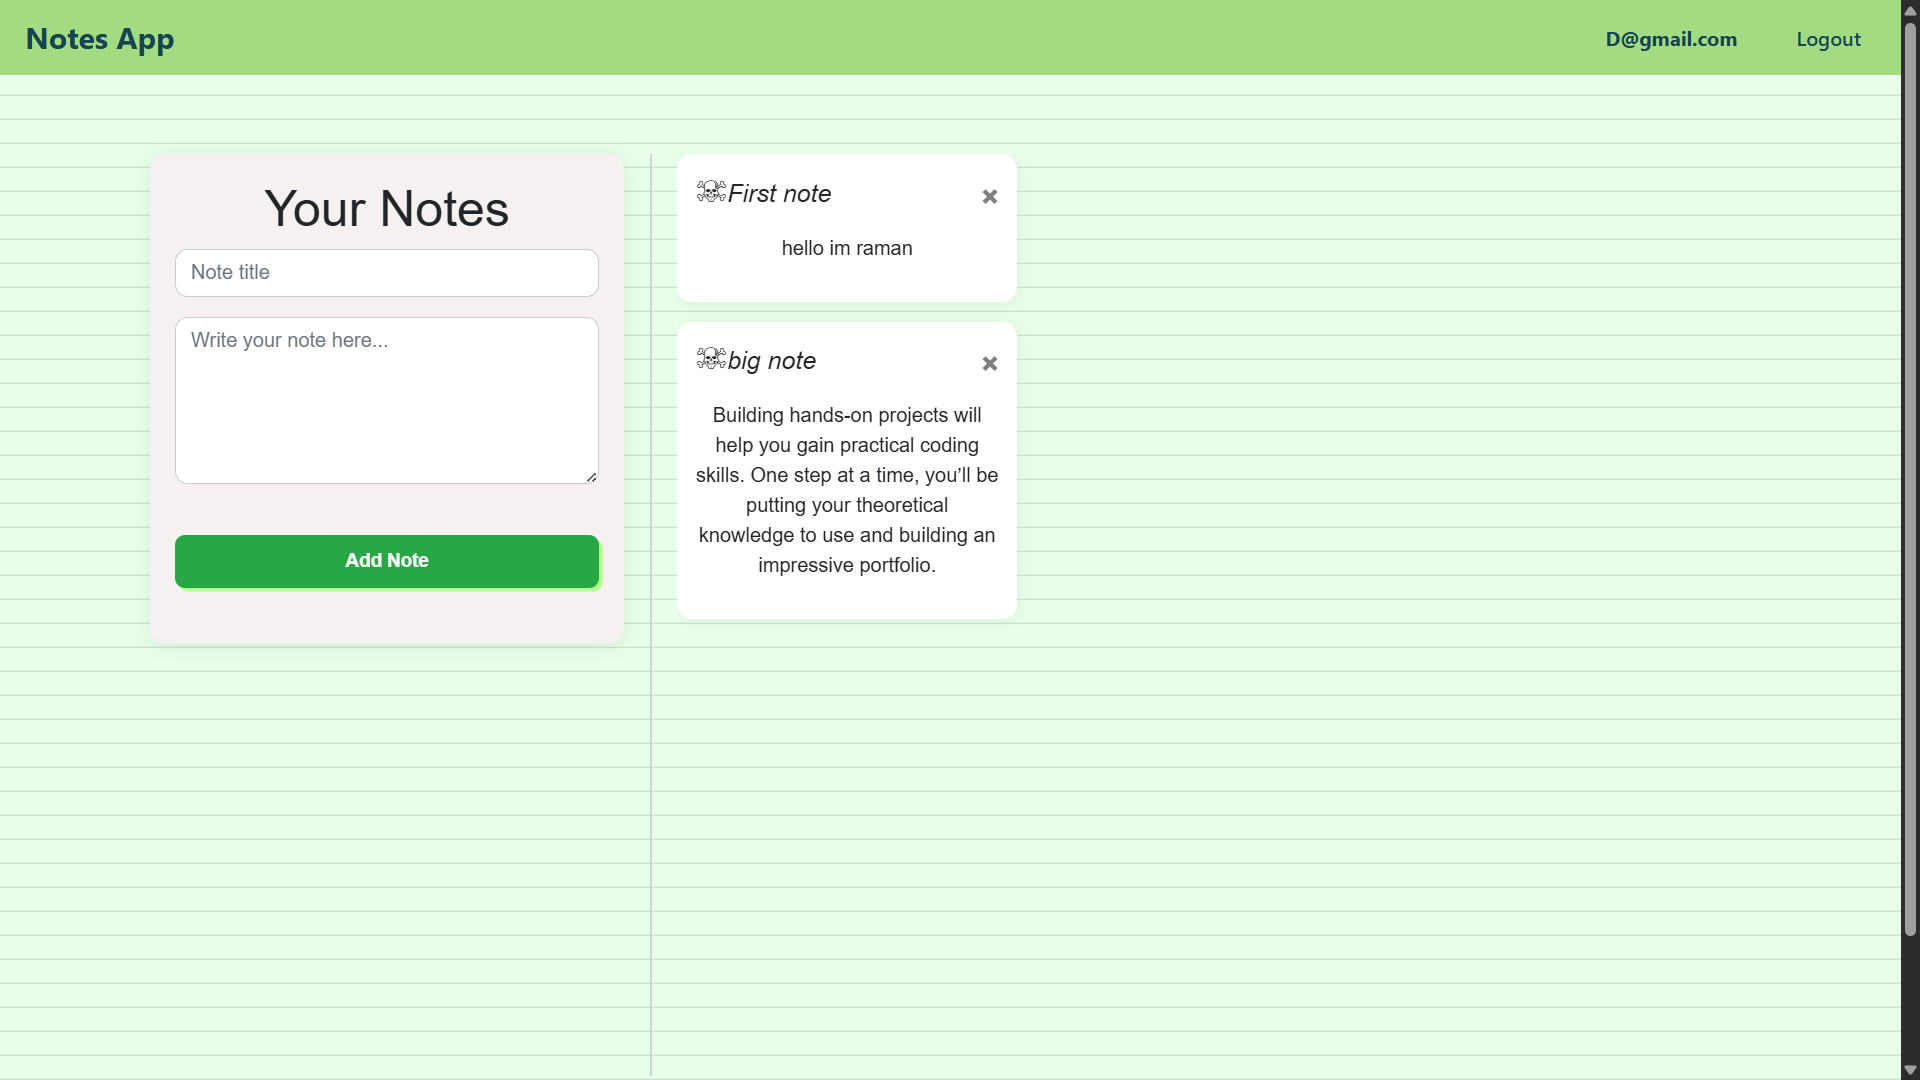 Notes App
D@gmail.com
Logout
Your Notes
Note title
Write your note here...
Add Note
☠First note
hello im raman
☠big note
Building hands-on projects will
help you gain practical coding
skills. One step at a time, you’ll be
putting your theoretical
knowledge to use and building an
impressive portfolio.